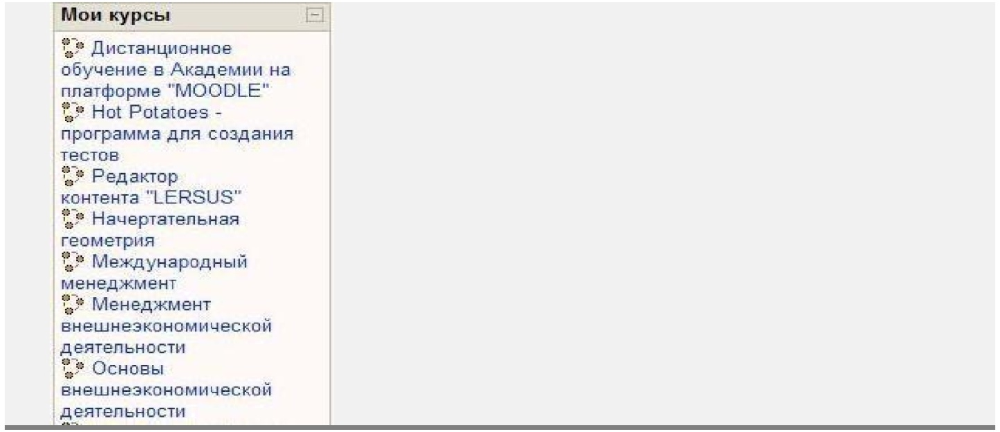 Мои курсы
Дистанционное
обучение в Академии на
платформе "MOODLE"
Hot Potatoes -
программа для создания
тестов
Редактор
контента "LERSUS"
Начертательная
геометрия
Международный
менеджмент
Менеджмент
внешнеэкономической
деятельности
Основы
внешнеэкономической
деятельности